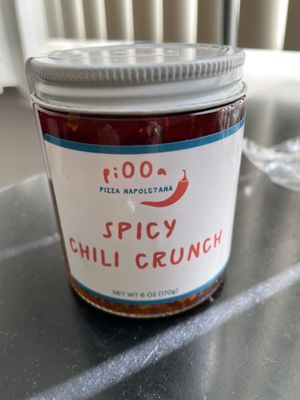 piOOa
PIZZA NAPOLETANA
SPICY
CHILI CRUNCH
NET WT 6 OZ (170g)